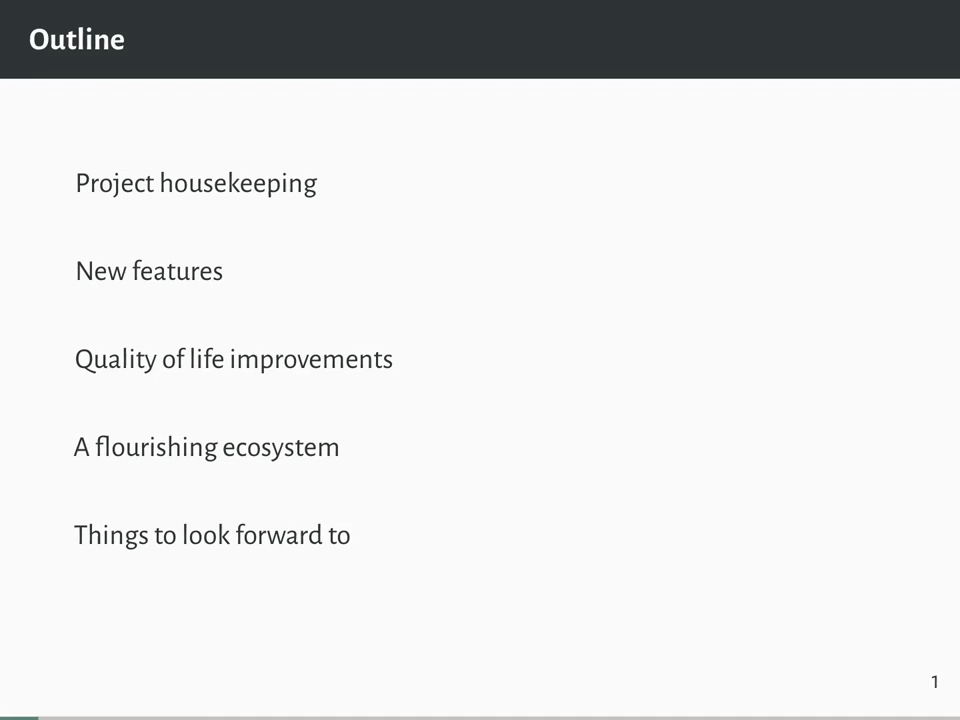 Outline
Project housekeeping
New features
Quality of life improvements
A flourishing ecosystem
Things to look forward to
1